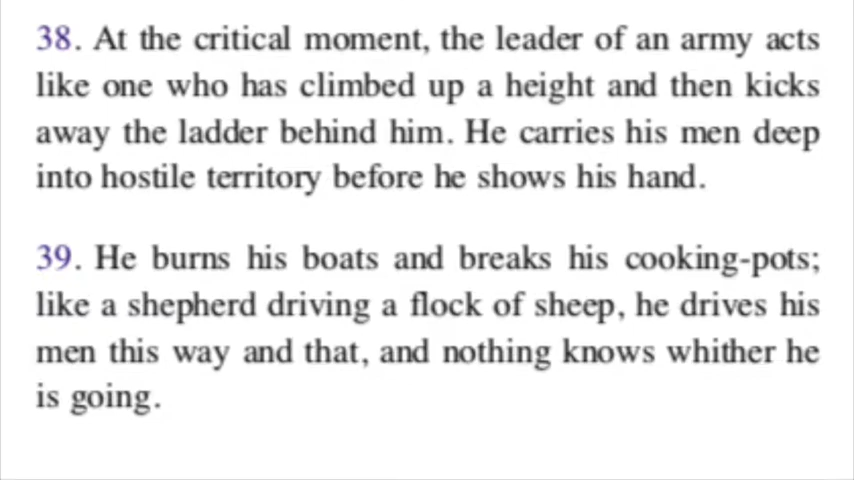 38. At the critical moment, the leader of an army acts
like one who has climbed up a height and then kicks
away the ladder behind him. He carries his men deep
into hostile territory before he shows his hand.
39. He burns his boats and breaks his cooking-pots;
like a shepherd driving a flock of sheep, he drives his
men this way and that, and nothing knows whither he
is going.